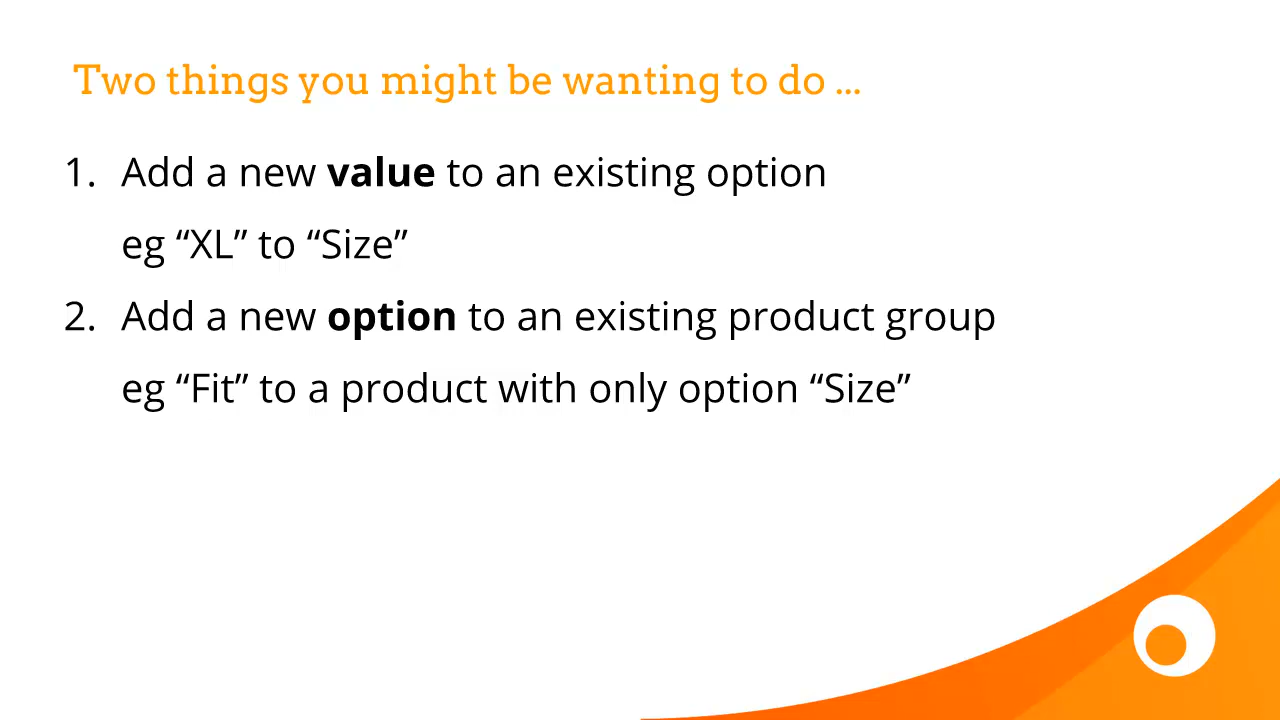 Two things you might be wanting to do ...
1. Add a new value to an existing option
eg “XL” to “Size”
2. Add a new option to an existing product group
eg “Fit” to a product with only option “Size”